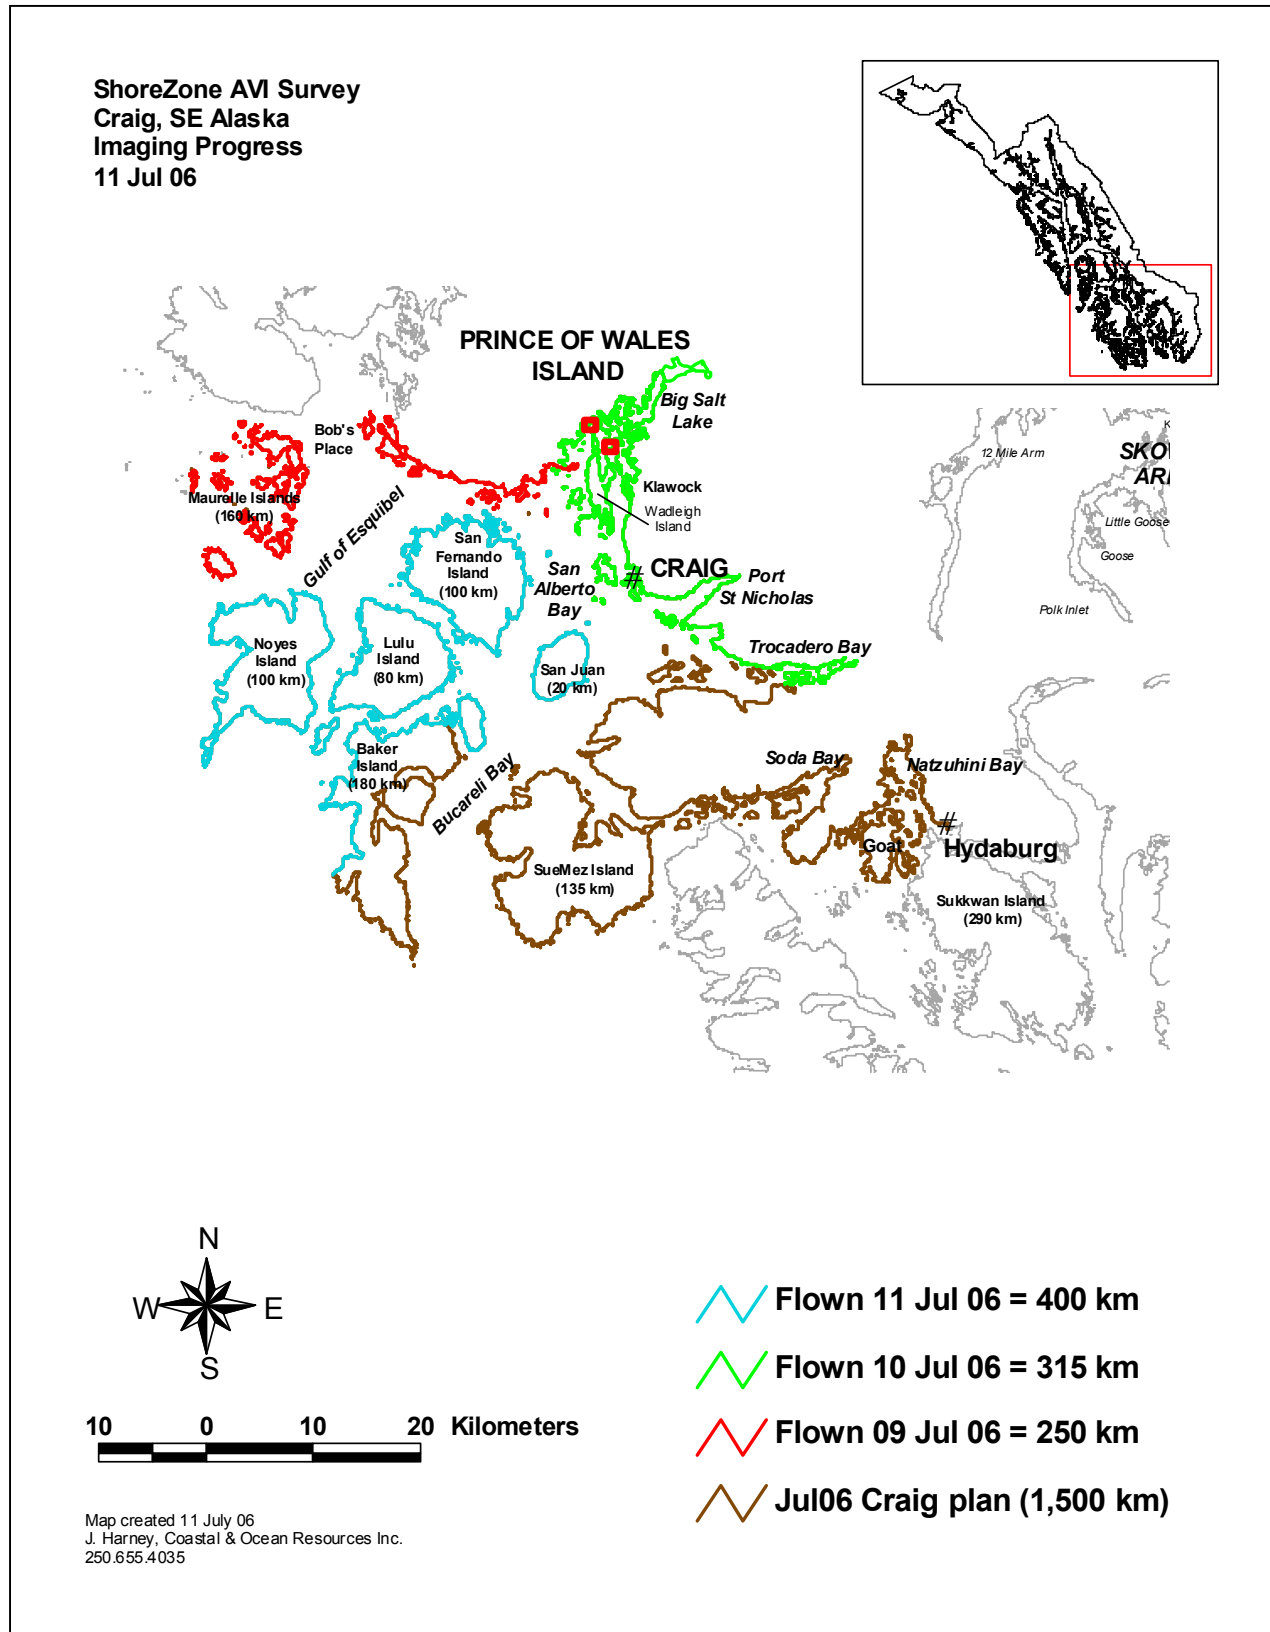 ShoreZone AVI Survey
Craig, SE Alaska
Imaging Progress
11 Jul 06
PRINCE OF WALES
ISLAND
Big Salt
Lake
Bob's
Place
Maurelle Islands
(160 km)
Gulf of Esquibel
Klawock
Wadleigh
Island
San
Fernando
Island
(100 km)
San
Alberto
Bay
# CRAIG
Port
St Nicholas
Trocadero Bay
Noyes
Island
(100 km)
Lulu
Island
(80 km)
San Juan
(20 km)
Baker
Island
(180 km)
Bucareli Bay
Soda Bay
Natzuhini Bay
#
Hydaburg
Goat
SueMez Island
(135 km)
Sukkwan Island
(290 km)
12 Mile Arm
K
SKO
ARI
Little Goose
Goose
Polk Inlet
N
W E
S
10 0 10 20 Kilometers
Flown 11 Jul 06 = 400 km
Flown 10 Jul 06 = 315 km
Flown 09 Jul 06 = 250 km
Jul06 Craig plan (1,500 km)
Map created 11 July 06
J. Harney, Coastal & Ocean Resources Inc.
250.655.4035